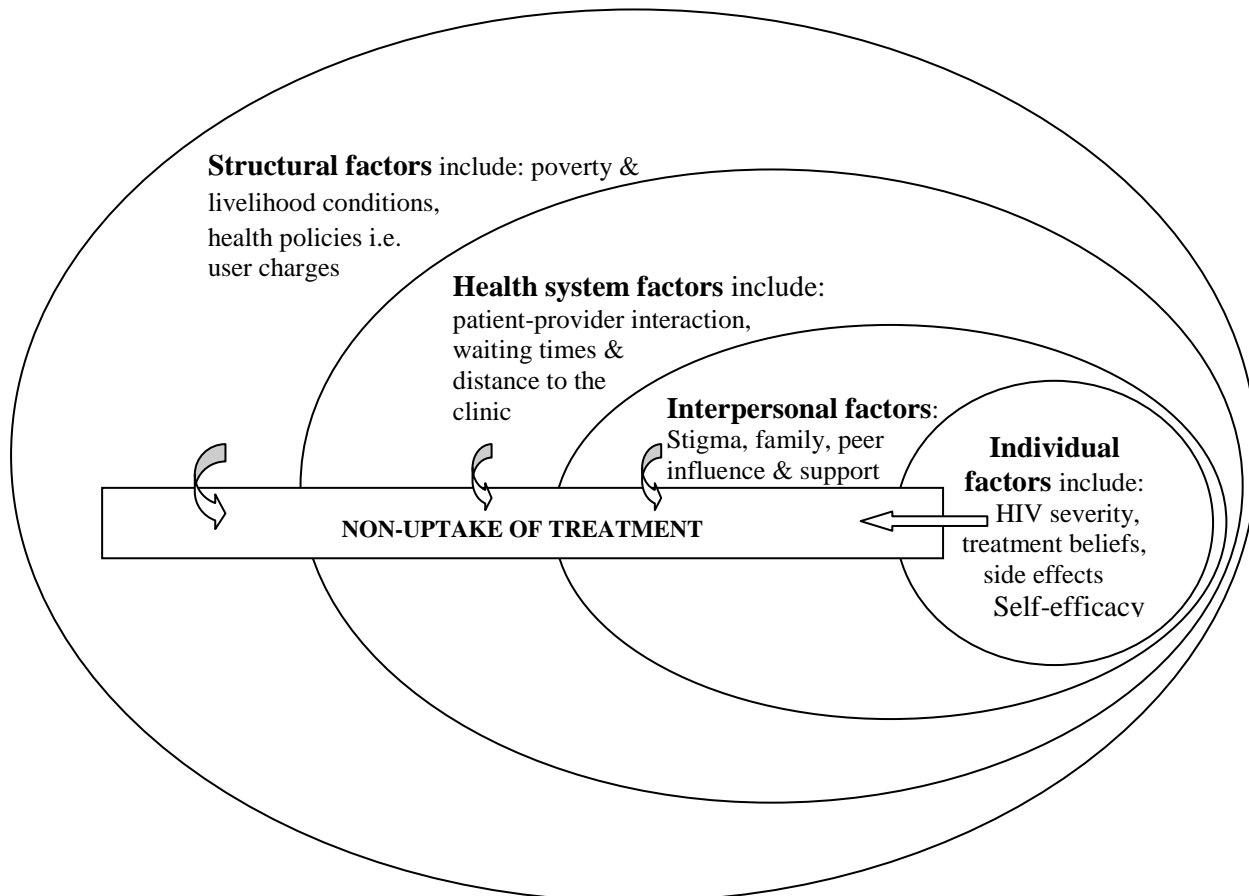 Structural factors include: poverty &
livelihood conditions,
health policies i.e.
user charges
Health system factors include:
patient-provider interaction,
waiting times &
distance to the
clinic
Interpersonal factors:
Stigma, family, peer
influence & support
Individual
factors include:
HIV severity,
treatment beliefs,
side effects
Self-efficacy
NON-UPTAKE OF TREATMENT